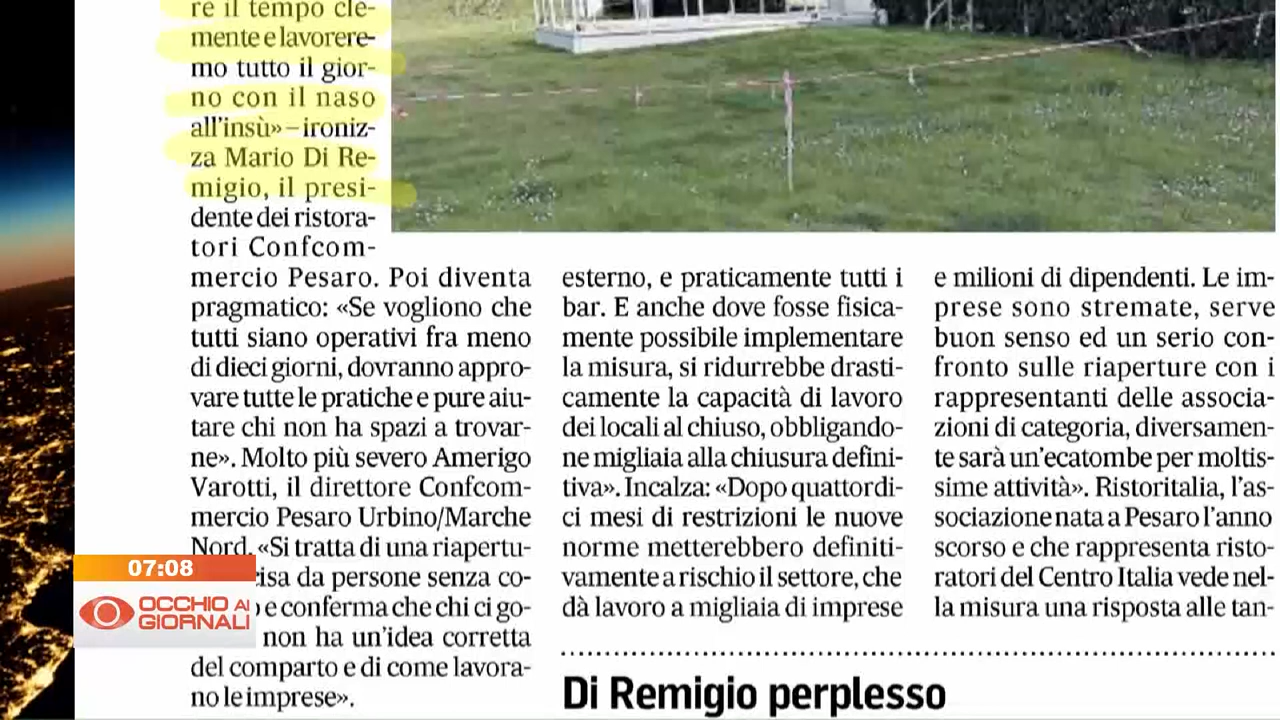 re il tempo cle-
mente e lavorere-
mo tutto il gior-
no con il naso
all'insù» – ironiz-
za Mario Di Re-
migio, il presi-
dente dei ristora-
tori Confcom-
mercio Pesaro. Poi diventa
pragmatico: «Se vogliono che
tutti siano operativi fra meno
di dieci giorni, dovranno appro-
vare tutte le pratiche e pure aiu-
tare chi non ha spazi a trovar-
ne». Molto più severo Amerigo
Varotti, il direttore Confcom-
mercio Pesaro Urbino/Marche
Nord. «Si tratta di una riapertu-
cisa da persone senza co-
e conferma che chi ci go-
non ha un'idea corretta
del comparto e di come lavora-
no le imprese».
esterno, e praticamente tutti i
bar. E anche dove fosse fisica-
mente possibile implementare
la misura, si ridurrebbe drasti-
camente la capacità di lavoro
dei locali al chiuso, obbligando-
ne migliaia alla chiusura defini-
tiva». Incalza: «Dopo quattordi-
ci mesi di restrizioni le nuove
norme metterebbero definiti-
vamente a rischio il settore, che
dà lavoro a migliaia di imprese
e milioni di dipendenti. Le im-
prese sono stremate, serve
buon senso ed un serio con-
fronto sulle riaperture con i
rappresentanti delle associa-
zioni di categoria, diversamen-
te sarà un'ecatombe per moltis-
sime attività». Ristoritalia, l'as-
sociazione nata a Pesaro l'anno
scorso e che rappresenta risto-
ratori del Centro Italia vede nel-
la misura una risposta alle tan-
Di Remigio perplesso
07:08
OCCHIO AI
GIORNALI